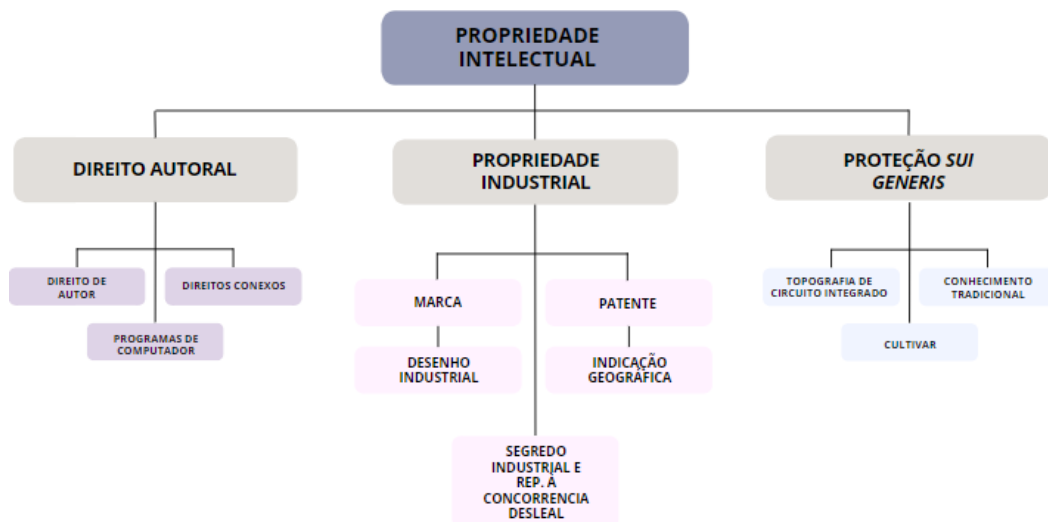 PROPRIEDADE
INTELECTUAL
DIREITO AUTORAL
PROPRIEDADE
INDUSTRIAL
PROTEÇÃO SUI
GENERIS
DIREITO DE
AUTOR
DIREITOS CONEXOS
PROGRAMAS DE
COMPUTADOR
MARCA
PATENTE
DESENHO
INDUSTRIAL
INDICAÇÃO
GEOGRÁFICA
SEGREDO
INDUSTRIAL E
REP. À
CONCORRENCIA
DESLEAL
TOPOGRAFIA DE
CIRCUITO INTEGRADO
CONHECIMENTO
TRADICIONAL
CULTIVAR